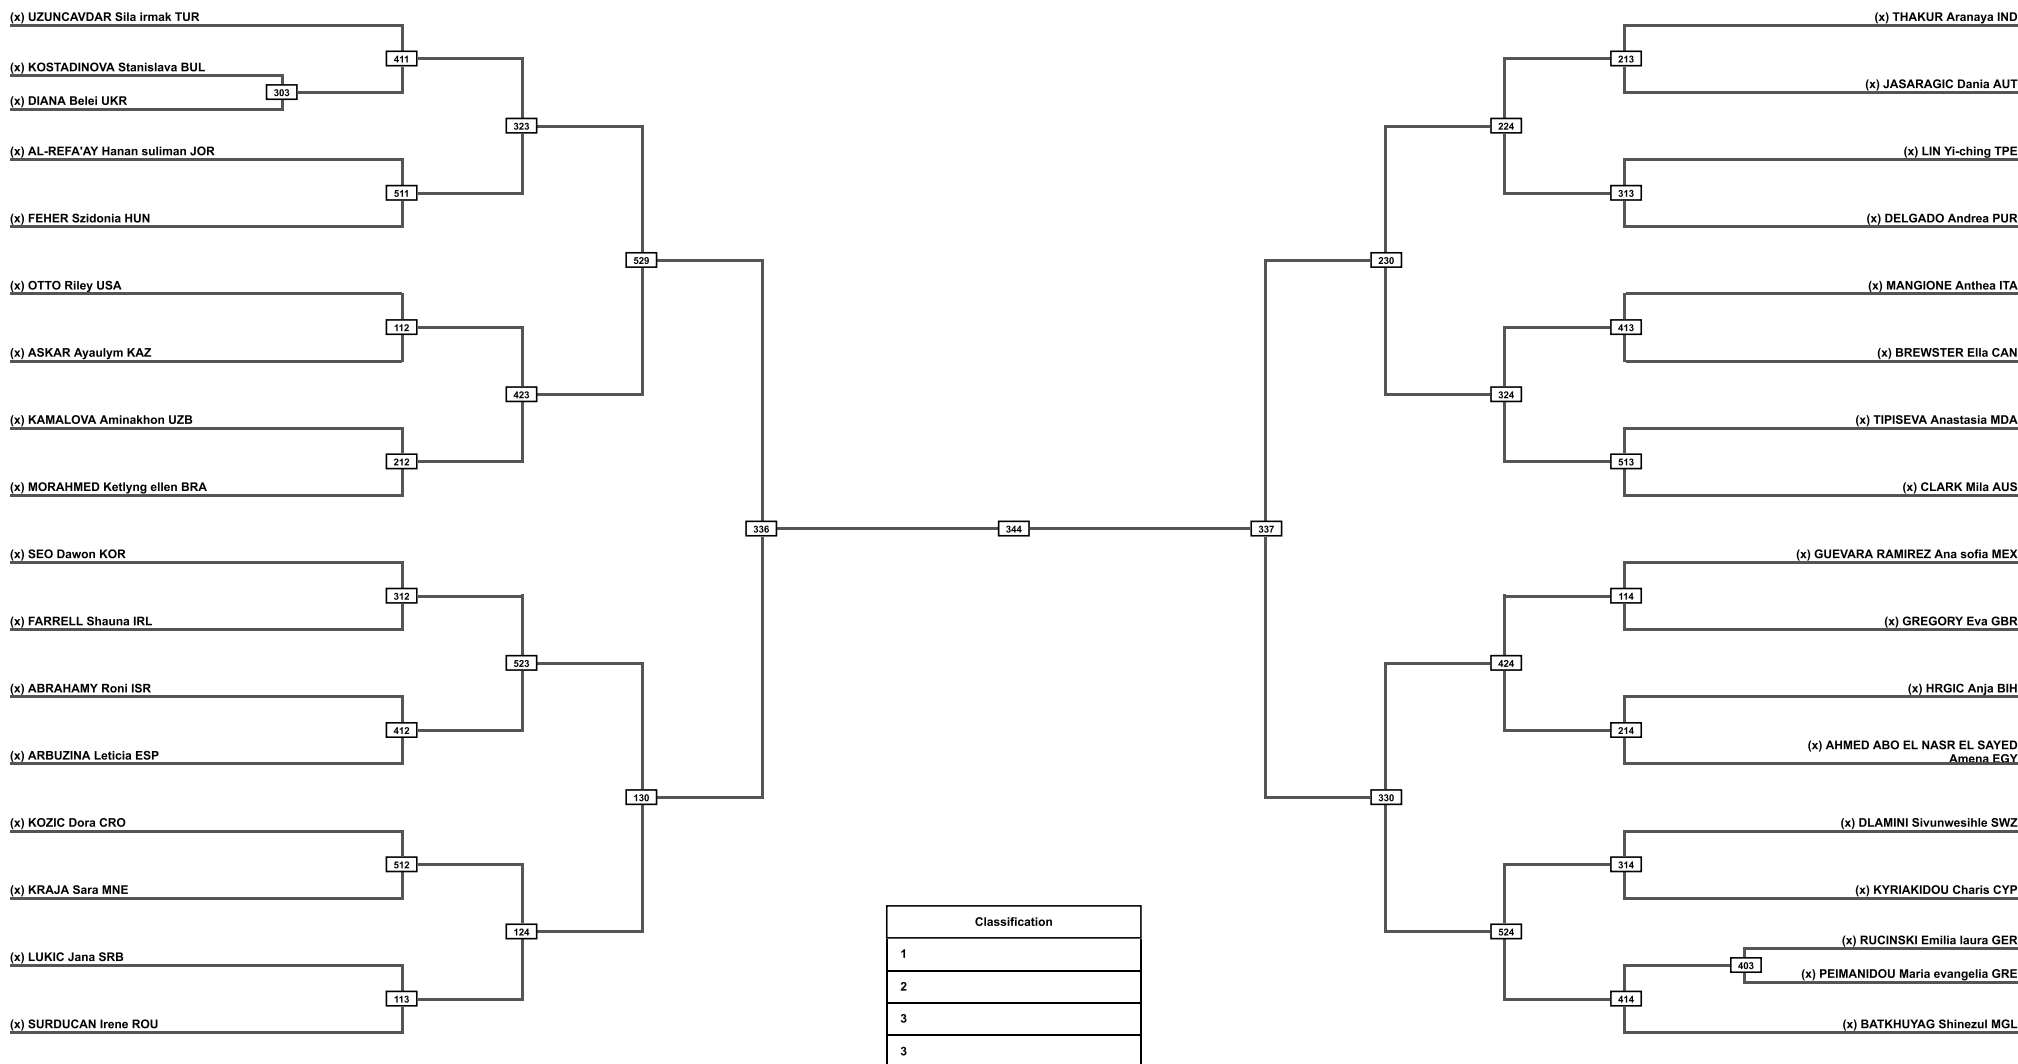 (x) UZUNCAVDAR Sila irmak TUR
411
(x) KOSTADINOVA Stanislava BUL
303
(x) DIANA Belei UKR
323
(x) AL-REFA'AY Hanan suliman JOR
511
(x) FEHER Szidonia HUN
529
(x) OTTO Riley USA
112
(x) ASKAR Ayaulym KAZ
423
(x) KAMALOVA Aminakhon UZB
212
(x) MORAHMED Ketlyng ellen BRA
336
(x) SEO Dawon KOR
312
(x) FARRELL Shauna IRL
523
(x) ABRAHAMY Roni ISR
412
(x) ARBUZINA Leticia ESP
130
(x) KOZIC Dora CRO
512
(x) KRAJA Sara MNE
124
(x) LUKIC Jana SRB
113
(x) SURDUCAN Irene ROU
344
(x) THAKUR Aranaya IND
213
(x) JASARAGIC Dania AUT
224
(x) LIN Yi-ching TPE
313
(x) DELGADO Andrea PUR
230
(x) MANGIONE Anthea ITA
413
(x) BREWSTER Ella CAN
324
(x) TIPISEVA Anastasia MDA
513
(x) CLARK Mila AUS
337
(x) GUEVARA RAMIREZ Ana sofia MEX
114
(x) GREGORY Eva GBR
424
(x) HRGIC Anja BIH
214
(x) AHMED ABO EL NASR EL SAYED
Amena EGY
330
(x) DLAMINI Sivunwesihle SWZ
314
(x) KYRIAKIDOU Charis CYP
524
(x) RUCINSKI Emilia laura GER
403
(x) PEIMANIDOU Maria evangelia GRE
414
(x) BATKHUYAG Shinezul MGL
Classification
1
2
3
3